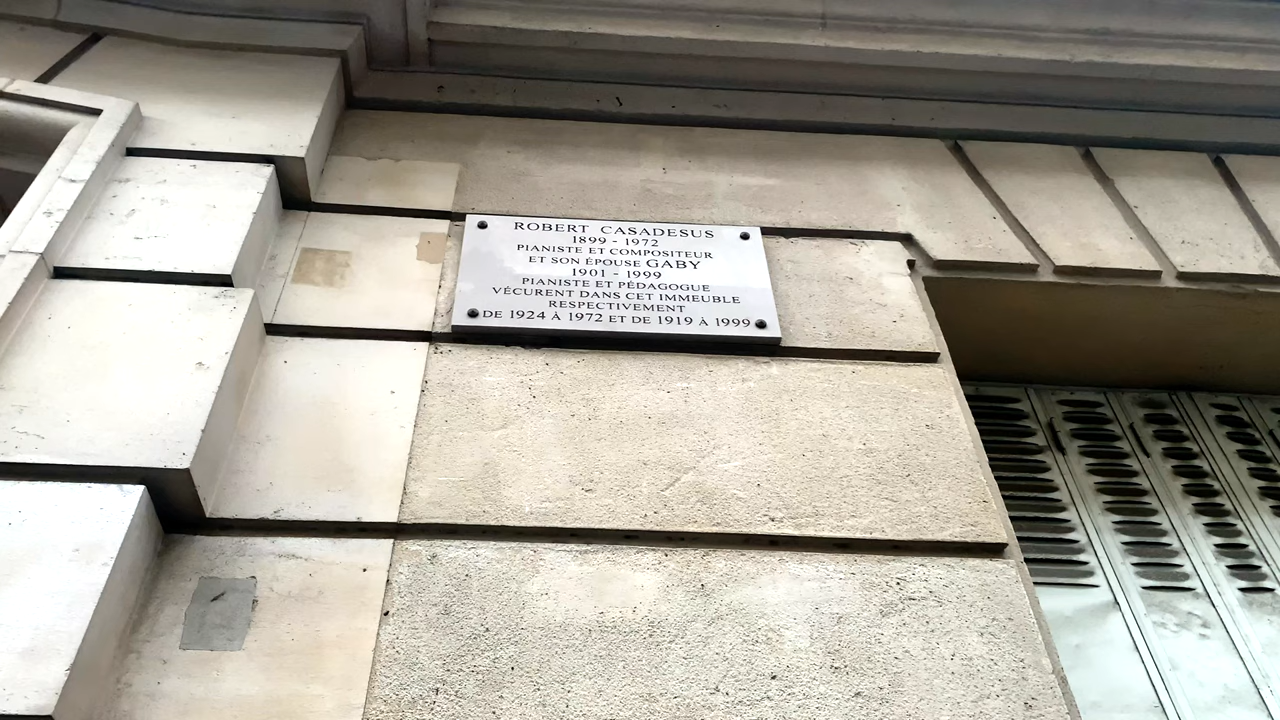 ROBERT CASADESUS
1899 - 1972
PIANISTE ET COMPOSITEUR
ET SON ÉPOUSE GABY
1901 - 1999
PIANISTE ET PÉDAGOGUE
VÉCURENT DANS CET IMMEUBLE
RESPECTIVEMENT
DE 1924 À 1972 ET DE 1919 À 1999